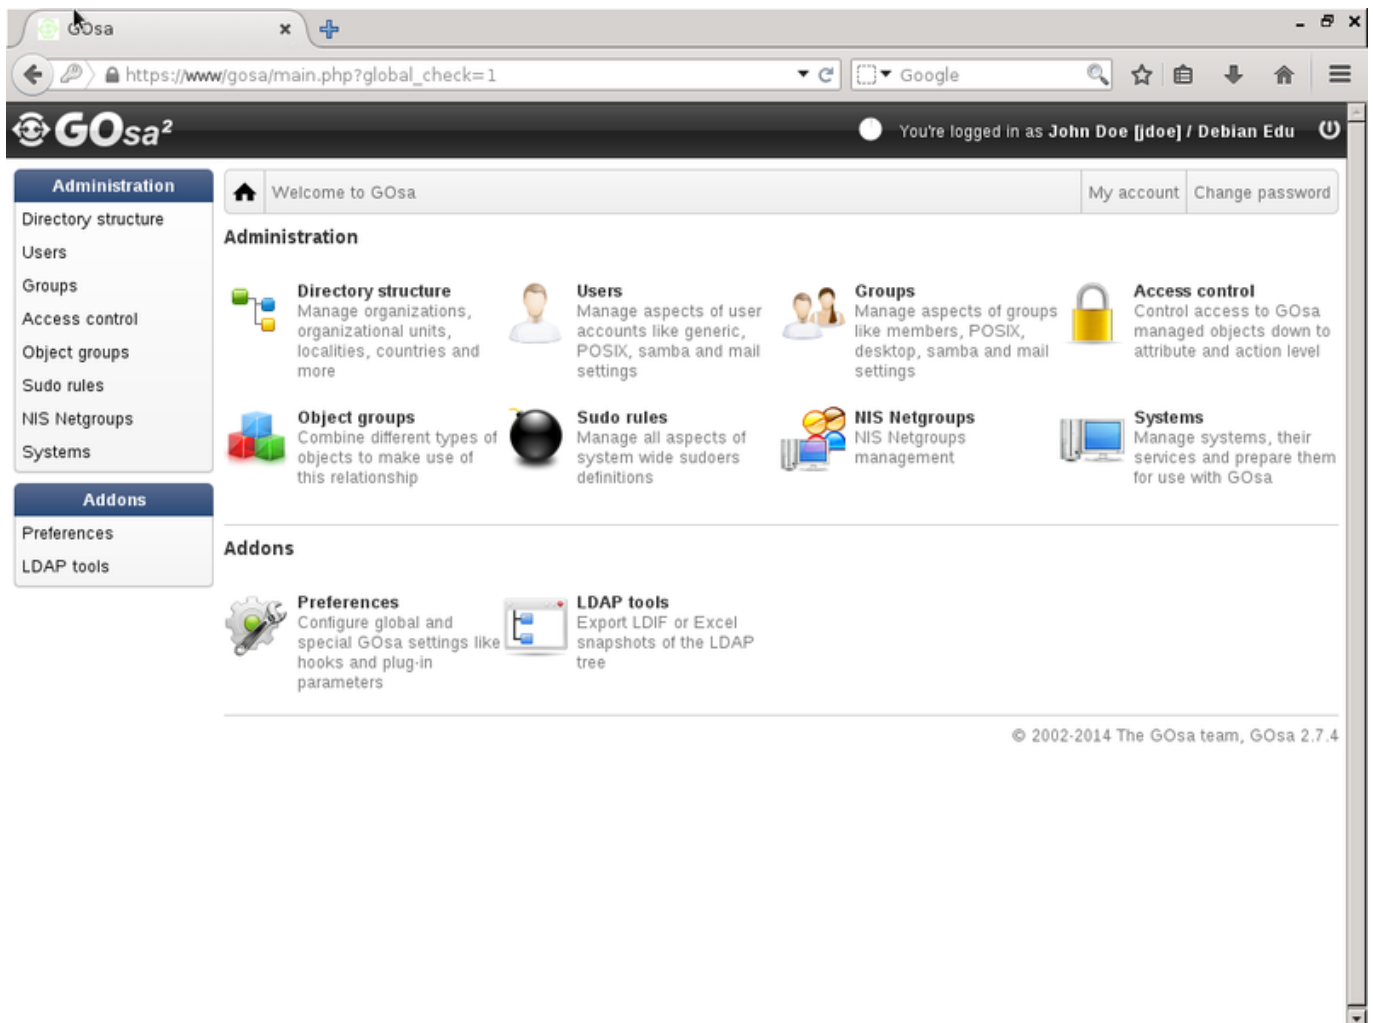 GOsa
https://www/gosa/main.php?global_check=1
Google
GOsa²
You're logged in as John Doe [jdoe] / Debian Edu
Administration
Directory structure
Users
Groups
Access control
Object groups
Sudo rules
NIS Netgroups
Systems
Addons
Preferences
LDAP tools
Welcome to GOsa
My account
Change password
Administration
Directory structure
Manage organizations,
organizational units,
localities, countries and
more
Users
Manage aspects of user
accounts like generic,
POSIX, samba and mail
settings
Groups
Manage aspects of groups
like members, POSIX,
desktop, samba and mail
settings
Access control
Control access to GOsa
managed objects down to
attribute and action level
Object groups
Combine different types of
objects to make use of
this relationship
Sudo rules
Manage all aspects of
system wide sudoers
definitions
NIS Netgroups
NIS Netgroups
management
Systems
Manage systems, their
services and prepare them
for use with GOsa
Addons
Preferences
Configure global and
special GOsa settings like
hooks and plug-in
parameters
LDAP tools
Export LDIF or Excel
snapshots of the LDAP
tree
© 2002-2014 The GOsa team, GOsa 2.7.4